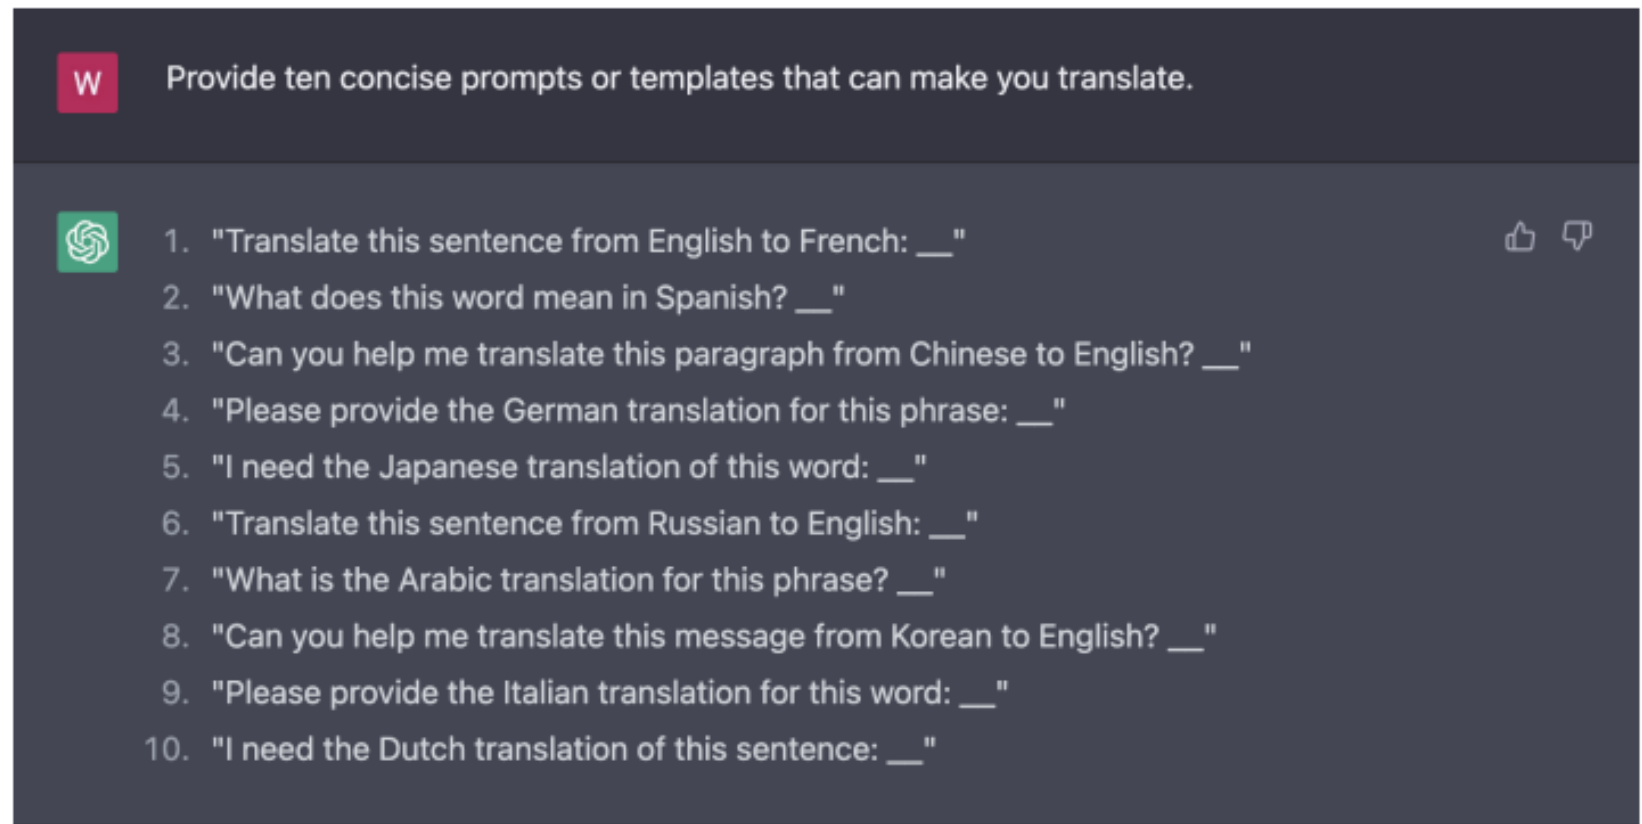 W
Provide ten concise prompts or templates that can make you translate.
1. "Translate this sentence from English to French: __"
2. "What does this word mean in Spanish? __"
3. "Can you help me translate this paragraph from Chinese to English? __"
4. "Please provide the German translation for this phrase: __"
5. "I need the Japanese translation of this word: __"
6. "Translate this sentence from Russian to English: __"
7. "What is the Arabic translation for this phrase? __"
8. "Can you help me translate this message from Korean to English? __"
9. "Please provide the Italian translation for this word: __"
10. "I need the Dutch translation of this sentence: __"